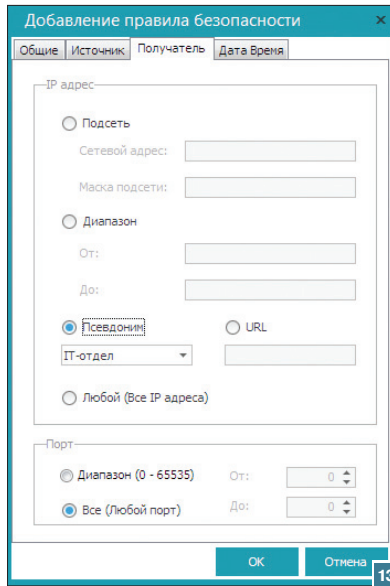 Добавление правила безопасности ×
Общие Источник Получатель Дата Время
IP адрес
Подсеть
Сетевой адрес:
Маска подсети:
Диапазон
От:
До:
Псевдоним URL
IT-отдел
Любой (Все IP адреса)
Порт
Диапазон (0 - 65535) От: 0
Все (Любой порт) До: 0
OK Отмена
13